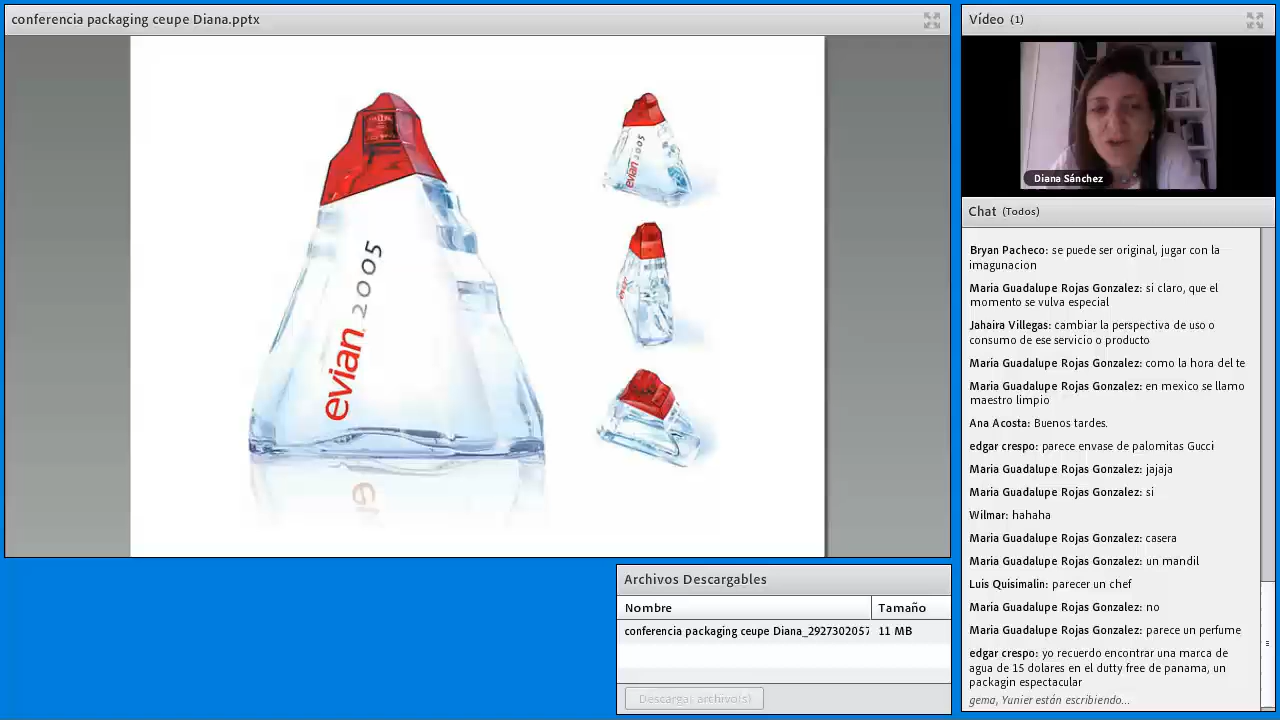 conferencia packaging ceupe Diana.pptx
evian 2005
evian 2005
Vídeo (1)
Diana Sánchez
Chat (Todos)
Bryan Pacheco: se puede ser original, jugar con la
imagunacion
Maria Guadalupe Rojas Gonzalez: si claro, que el
momento se vulva especial
Jahaira Villegas: cambiar la perspectiva de uso o
consumo de ese servicio o producto
Maria Guadalupe Rojas Gonzalez: como la hora del te
Maria Guadalupe Rojas Gonzalez: en mexico se llamo
maestro limpio
Ana Acosta: Buenos tardes.
edgar crespo: parece envase de palomitas Gucci
Maria Guadalupe Rojas Gonzalez: jajaja
Maria Guadalupe Rojas Gonzalez: si
Wilmar: hahaha
Maria Guadalupe Rojas Gonzalez: casera
Maria Guadalupe Rojas Gonzalez: un mandil
Luis Quisimalin: parecer un chef
Maria Guadalupe Rojas Gonzalez: no
Maria Guadalupe Rojas Gonzalez: parece un perfume
edgar crespo: yo recuerdo encontrar una marca de
agua de 15 dolares en el dutty free de panama, un
packagin espectacular
gema, Yunier están escribiendo...
Archivos Descargables
Nombre Tamaño
conferencia packaging ceupe Diana_2927302057 11 MB
Descargar archivo(s)